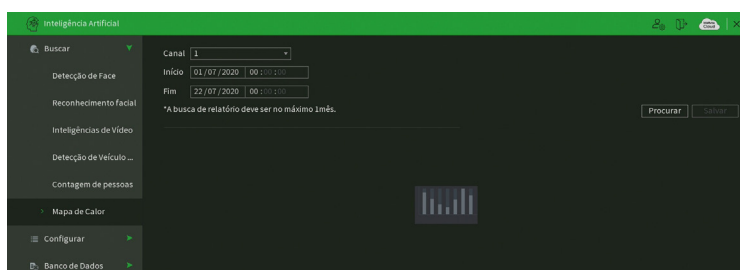 Inteligência Artificial
Buscar
Detecção de Face
Reconhecimento facial
Inteligências de Vídeo
Detecção de Veículo ...
Contagem de pessoas
Mapa de Calor
Configurar
Banco de Dados
Canal 1
Início 01/07/2020 00:00:00
Fim 22/07/2020 00:00:00
*A busca de relatório deve ser no máximo 1mês.
Procurar Salvar